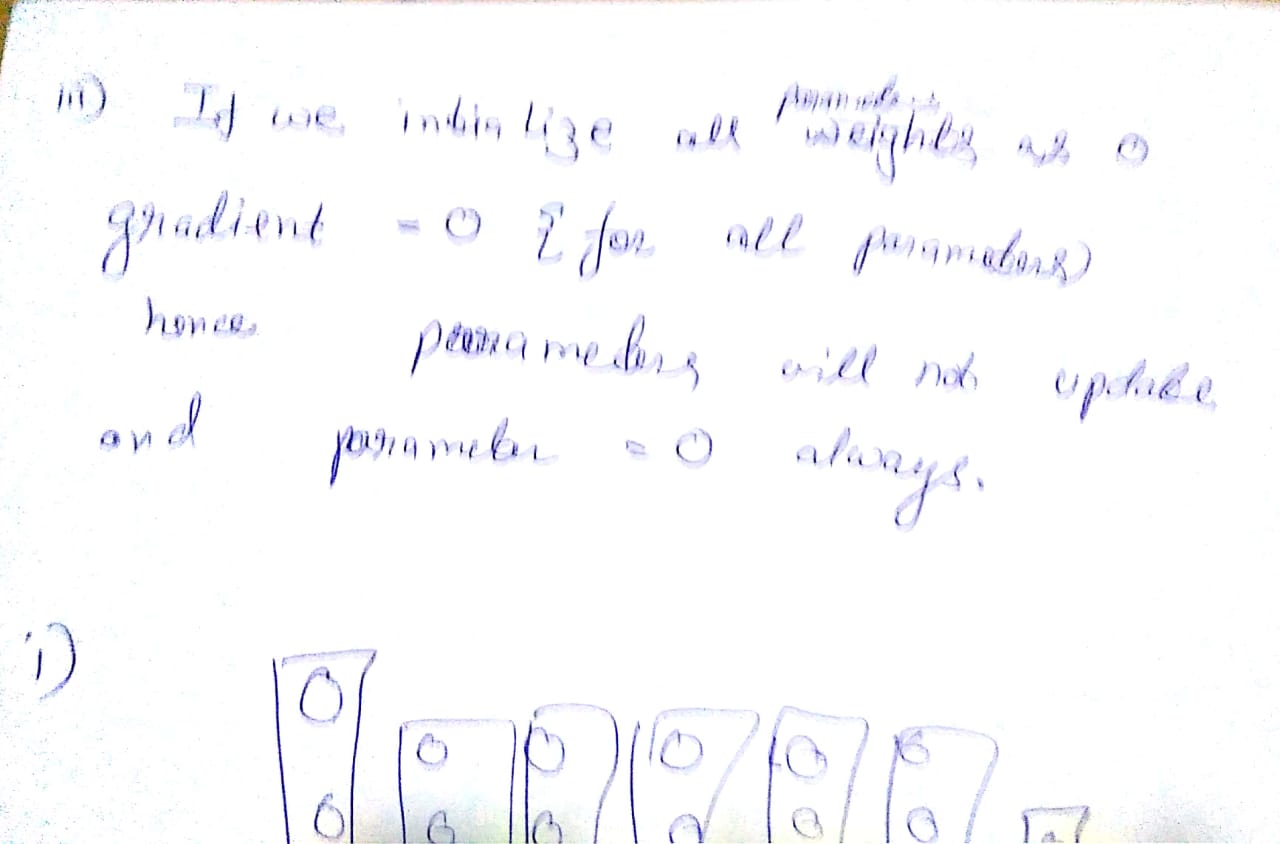 iii) If we initialize all parameters weights as 0
gradient = 0 { for all parameters)
hence parameters will not update
and parameter = 0 always.
i)